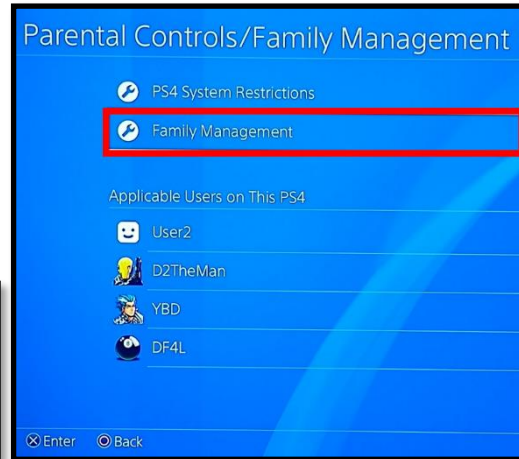 Parental Controls/Family Management
PS4 System Restrictions
Family Management
Applicable Users on This PS4
User2
D2TheMan
YBD
DF4L
Enter Back